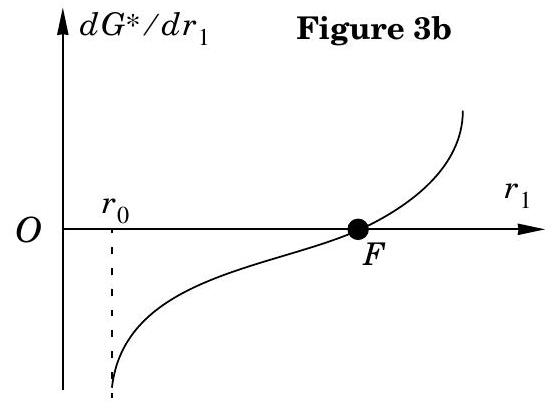 dG*/dr₁
Figure 3b
r₀
r₁
O
F